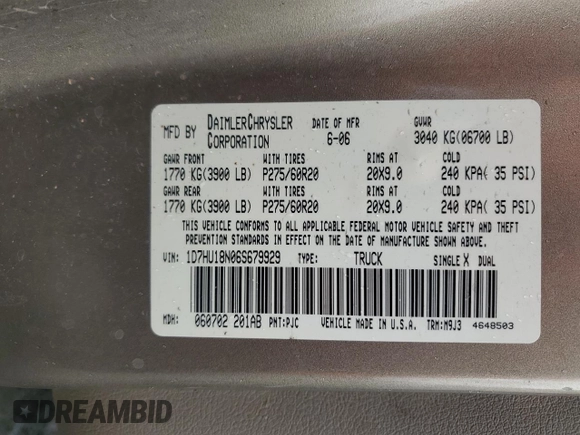 MFD BY DAIMLERCHRYSLER CORPORATION DATE OF MFR 6-06 GVWR 3040 KG(06700 LB)
GAWR FRONT WITH TIRES RIMS AT COLD
1770 KG(3900 LB) P275/60R20 20X9.0 240 KPA( 35 PSI)
GAWR REAR WITH TIRES RIMS AT COLD
1770 KG(3900 LB) P275/60R20 20X9.0 240 KPA( 35 PSI)
THIS VEHICLE CONFORMS TO ALL APPLICABLE FEDERAL MOTOR VEHICLE SAFETY AND THEFT
PREVENTION STANDARDS IN EFFECT ON THE DATE OF MANUFACTURE SHOWN ABOVE.
VIN: 1D7HU18N06S679929 TYPE: TRUCK SINGLE X DUAL
MDH: 060702 201AB PNT:PJC VEHICLE MADE IN U.S.A. TRM:M9J3 4648503
DREAMBID